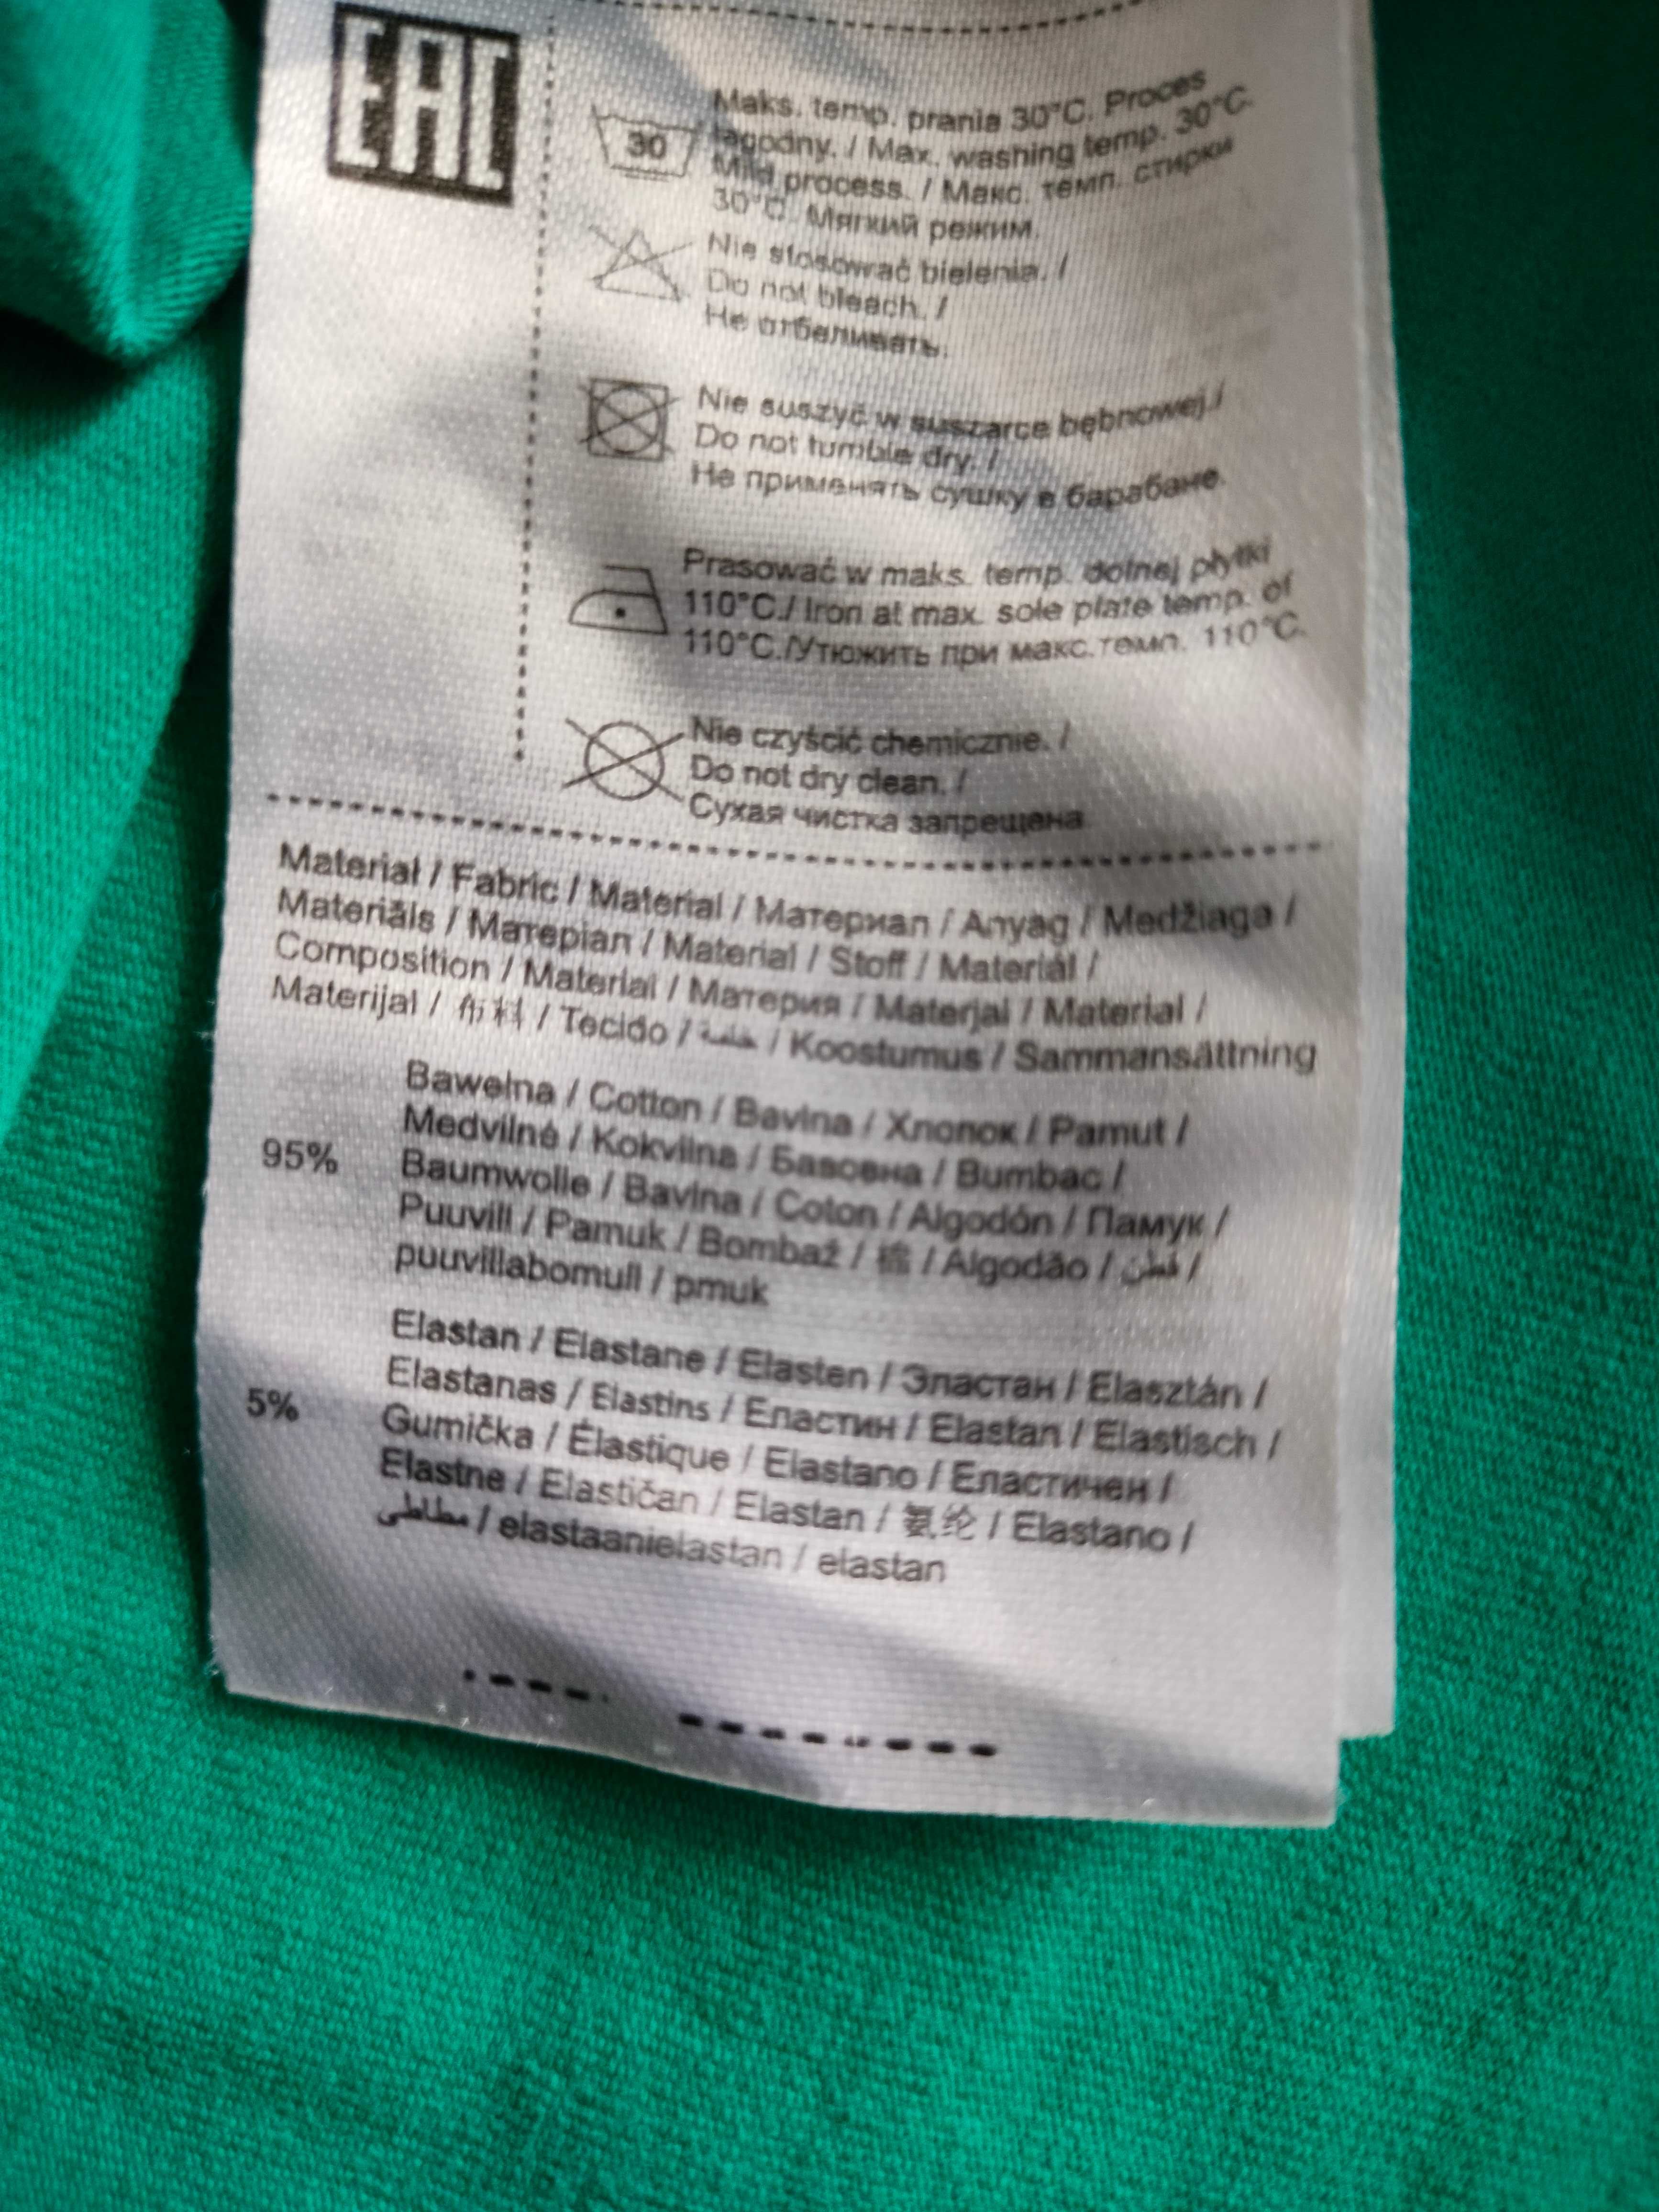 EAC
30
Maks. temp. prania 30°C. Proces
łagodny. / Max. washing temp. 30°C.
Mild process. / Макс. темп. стирки
30°C. Мягкий режим.
Nie stosować bielenia. /
Do not bleach. /
Не отбеливать.
Nie suszyć w suszarce bębnowej./
Do not tumble dry. /
Не применять сушку в барабане.
Prasować w maks. temp. dolnej płytki
110°C./ Iron at max. sole plate temp. of
110°C./Утюжить при макс.темп. 110°C.
Nie czyścić chemicznie. /
Do not dry clean. /
Сухая чистка запрещена
Materiał / Fabric / Material / Материал / Anyag / Medžiaga /
Materiāls / Матеріал / Material / Stoff / Materiál /
Composition / Material / Материя / Materjal / Material /
Materijal / 布料 / Tecido / خامة / Koostumus / Sammansättning
Bawełna / Cotton / Bavlna / Хлопок / Pamut /
Medvilnė / Kokvilna / Бавовна / Bumbac /
95%
Baumwolle / Bavlna / Coton / Algodón / Памук /
Puuvill / Pamuk / Bombaž / 棉 / Algodão / قطن /
puuvillabomull / pmuk
Elastan / Elastane / Elasten / Эластан / Elasztán /
Elastanas / Elastīns / Еластин / Elastan / Elastisch /
5%
Gumička / Élastique / Elastano / Еластичен /
Elastne / Elastičan / Elastan / 氨纶 / Elastano /
مطاطي / elastaanielastan / elastan